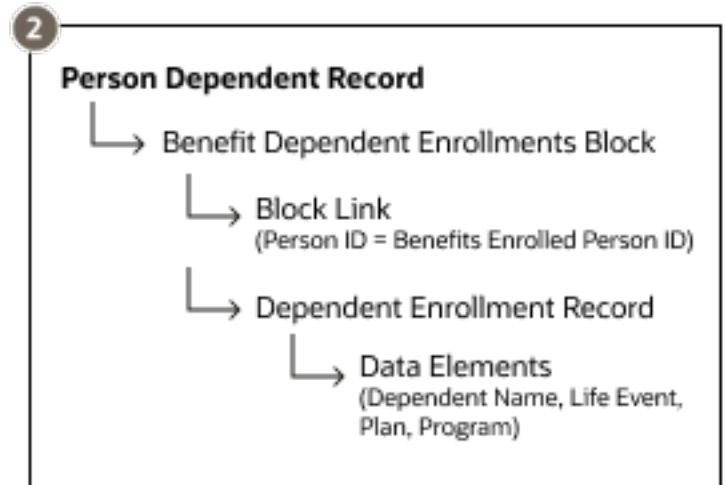 2
Person Dependent Record
Benefit Dependent Enrollments Block
Block Link
(Person ID = Benefits Enrolled Person ID)
Dependent Enrollment Record
Data Elements
(Dependent Name, Life Event,
Plan, Program)